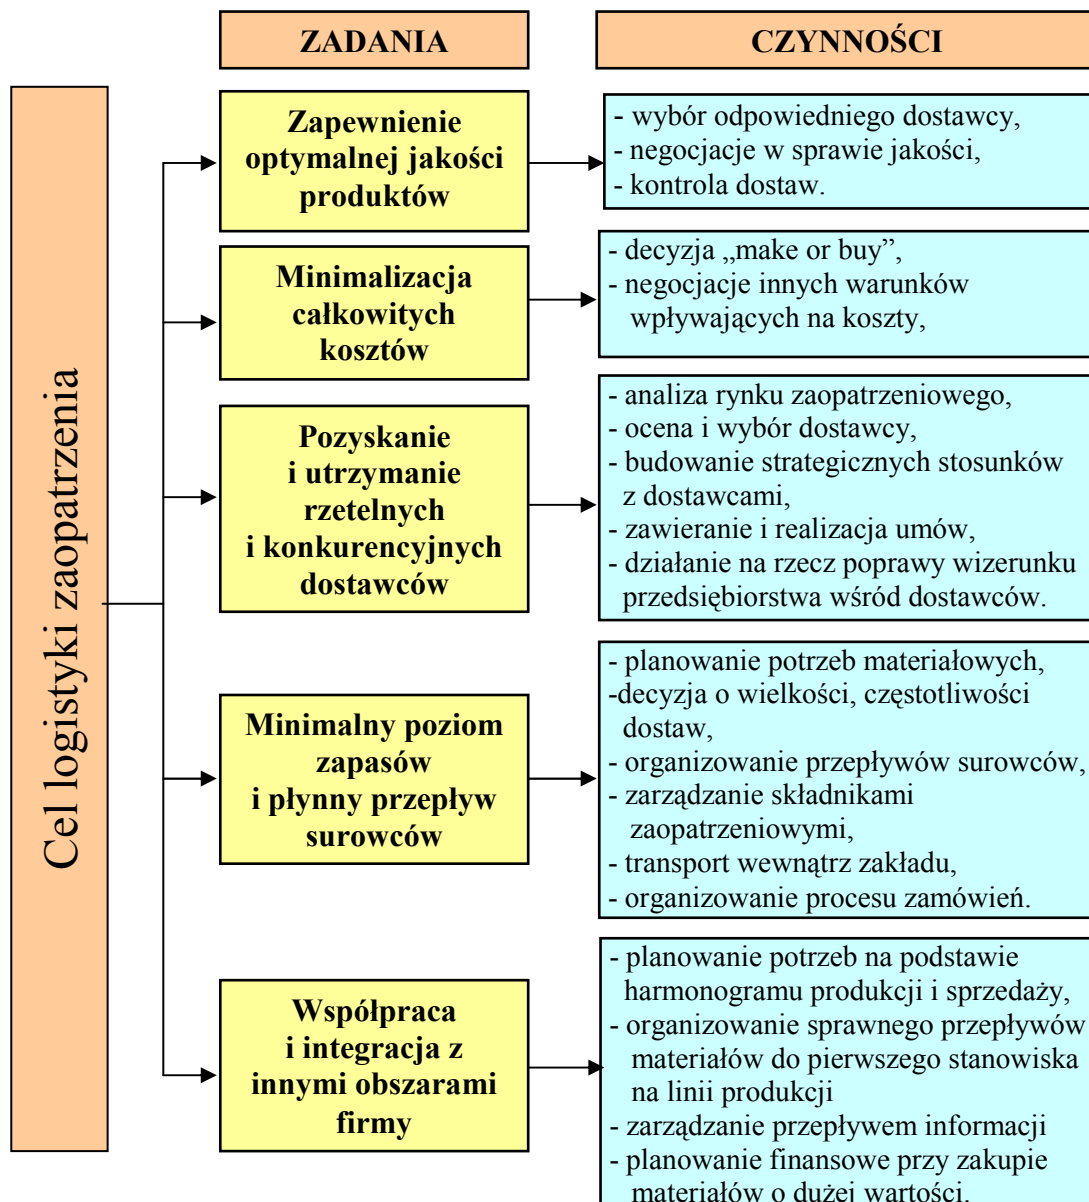 ZADANIA
CZYNNOŚCI
Cel logistyki zaopatrzenia
Zapewnienie
optymalnej jakości
produktów
- wybór odpowiedniego dostawcy,
- negocjacje w sprawie jakości,
- kontrola dostaw.
Minimalizacja
całkowitych
kosztów
- decyzja „make or buy”,
- negocjacje innych warunków
wpływających na koszty,
Pozyskanie
i utrzymanie
rzetelnych
i konkurencyjnych
dostawców
- analiza rynku zaopatrzeniowego,
- ocena i wybór dostawcy,
- budowanie strategicznych stosunków
z dostawcami,
- zawieranie i realizacja umów,
- działanie na rzecz poprawy wizerunku
przedsiębiorstwa wśród dostawców.
Minimalny poziom
zapasów
i płynny przepływ
surowców
- planowanie potrzeb materiałowych,
-decyzja o wielkości, częstotliwości
dostaw,
- organizowanie przepływów surowców,
- zarządzanie składnikami
zaopatrzeniowymi,
- transport wewnątrz zakładu,
- organizowanie procesu zamówień.
Współpraca
i integracja z
innymi obszarami
firmy
- planowanie potrzeb na podstawie
harmonogramu produkcji i sprzedaży,
- organizowanie sprawnego przepływów
materiałów do pierwszego stanowiska
na linii produkcji
- zarządzanie przepływem informacji
- planowanie finansowe przy zakupie
materiałów o dużej wartości,